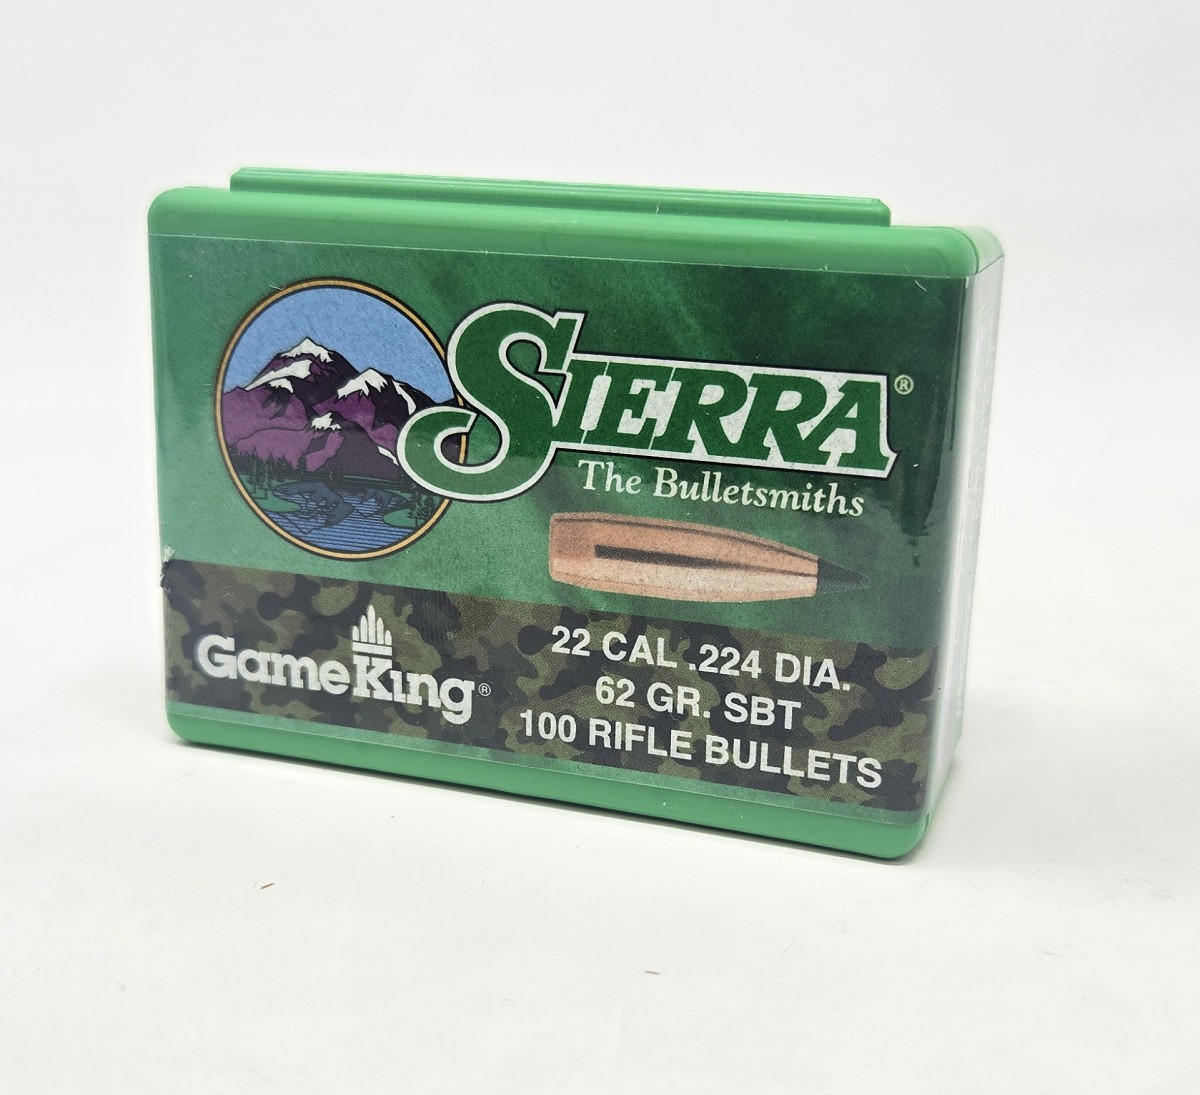 SIERRA®
The Bulletsmiths
GameKing®
22 CAL .224 DIA.
62 GR. SBT
100 RIFLE BULLETS